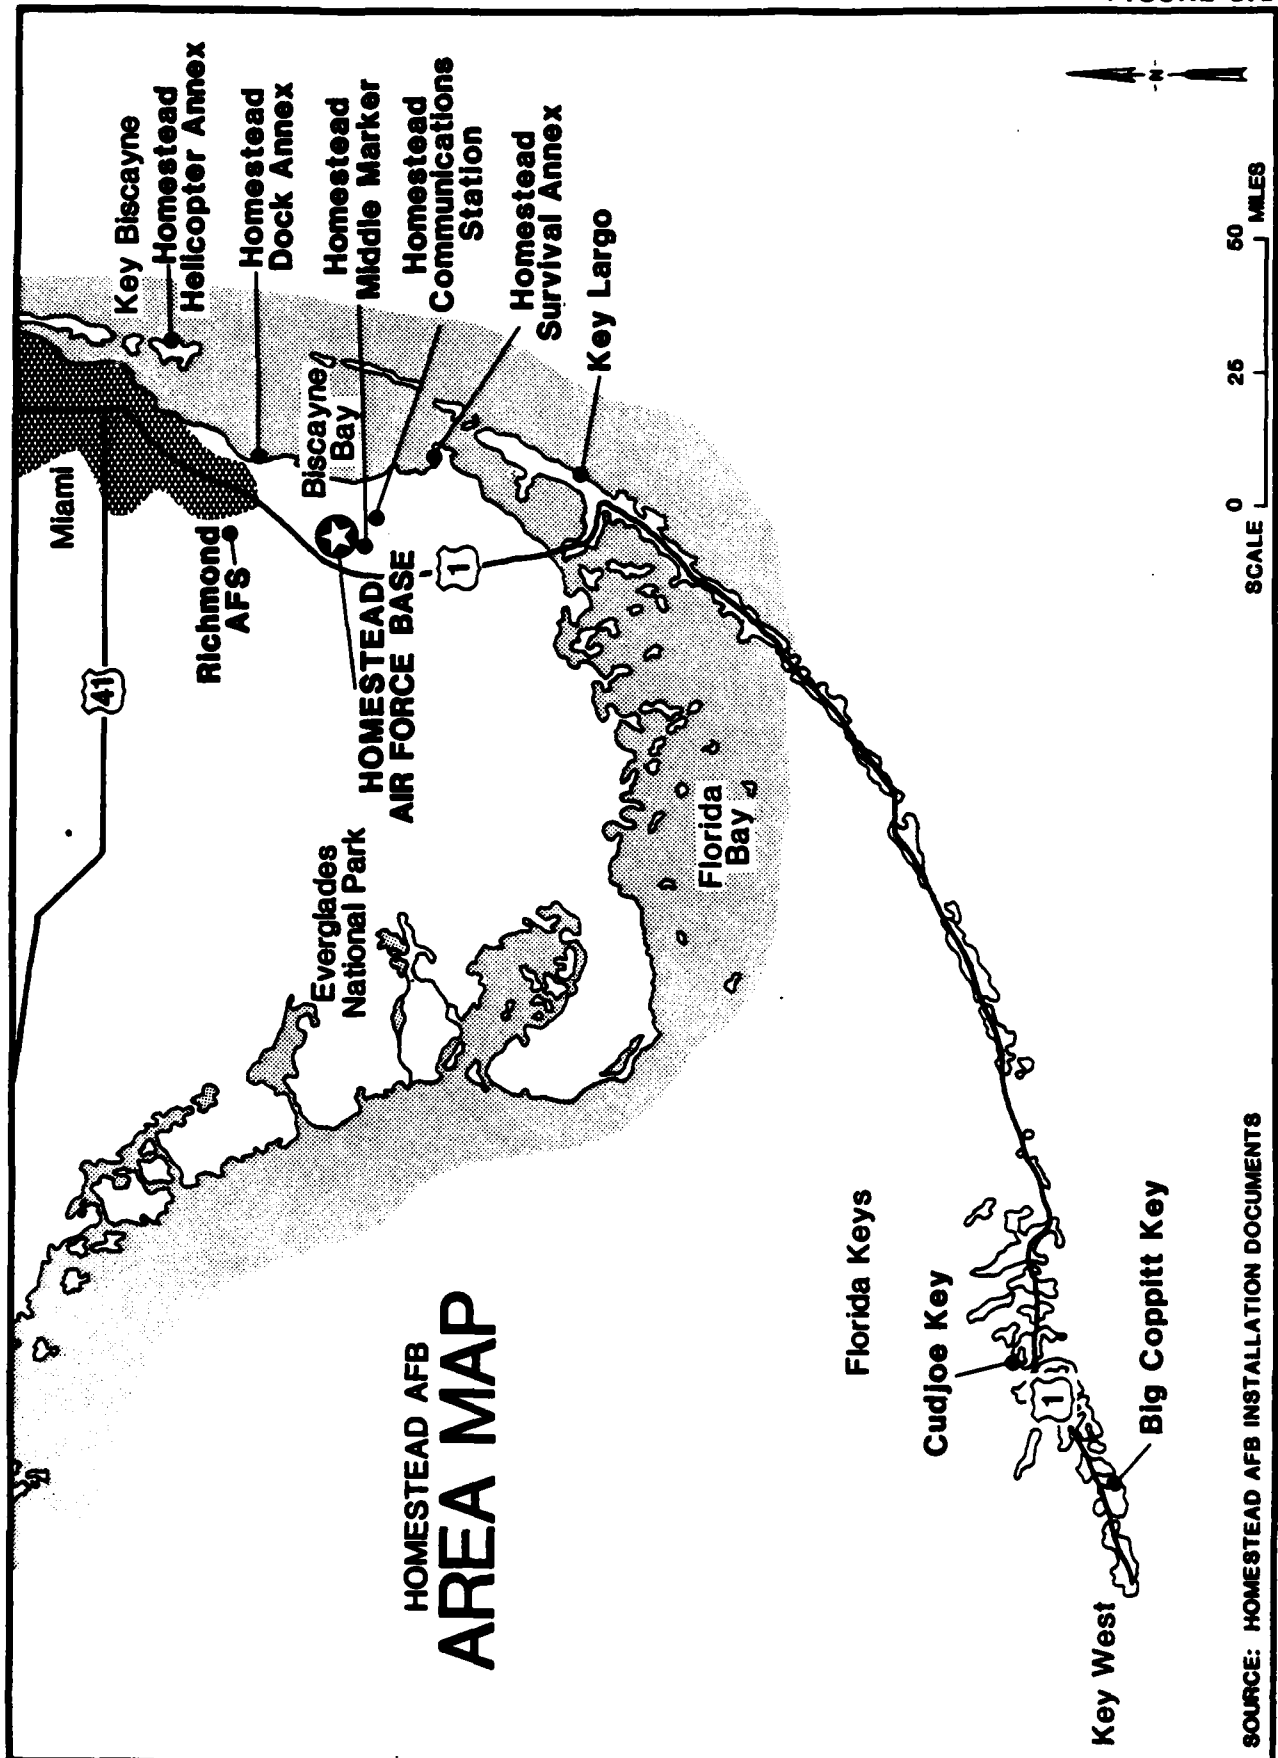 HOMESTEAD AFB
AREA MAP
Miami
41
Richmond
AFS
HOMESTEAD
AIR FORCE BASE
1
Everglades
National Park
Biscayne
Bay
Key Biscayne
Homestead
Helicopter Annex
Homestead
Dock Annex
Homestead
Middle Marker
Homestead
Communications
Station
Homestead
Survival Annex
Key Largo
Florida
Bay
Florida Keys
Cudjoe Key
1
Big Coppitt Key
Key West
N
SCALE 0 25 50 MILES
SOURCE: HOMESTEAD AFB INSTALLATION DOCUMENTS